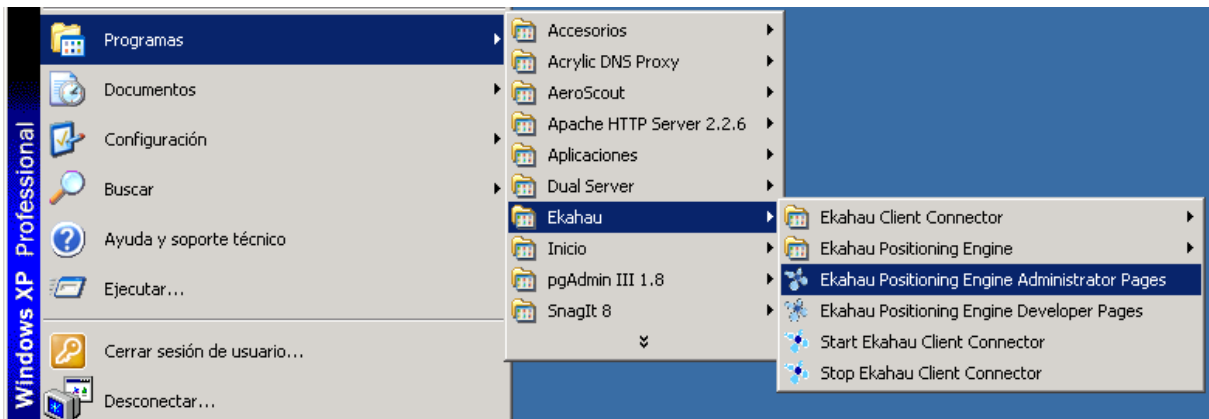 Windows XP Professional
Programas
Documentos
Configuración
Buscar
Ayuda y soporte técnico
Ejecutar...
Cerrar sesión de usuario...
Desconectar...
Accesorios
Acrylic DNS Proxy
AeroScout
Apache HTTP Server 2.2.6
Aplicaciones
Dual Server
Ekahau
Inicio
pgAdmin III 1.8
SnagIt 8
Ekahau Client Connector
Ekahau Positioning Engine
Ekahau Positioning Engine Administrator Pages
Ekahau Positioning Engine Developer Pages
Start Ekahau Client Connector
Stop Ekahau Client Connector